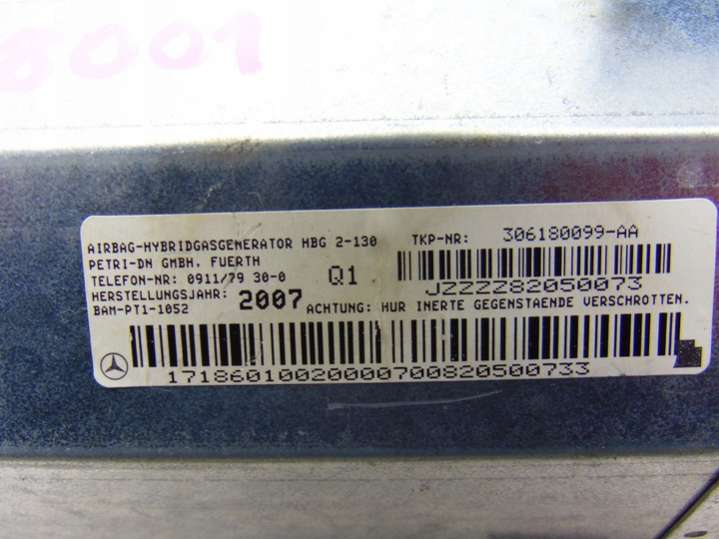 8001
AIRBAG-HYBRIDGASGENERATOR HBG 2-130
PETRI-DN GMBH. FUERTH
TELEFON-NR: 0911/79 30-0
HERSTELLUNGSJAHR: 2007
BAM-PT1-1052
Q1
TKP-NR: 306180099-AA
JZZZZ82050073
ACHTUNG: NUR INERTE GEGENSTAENDE VERSCHROTTEN.
17186010020000700820500733